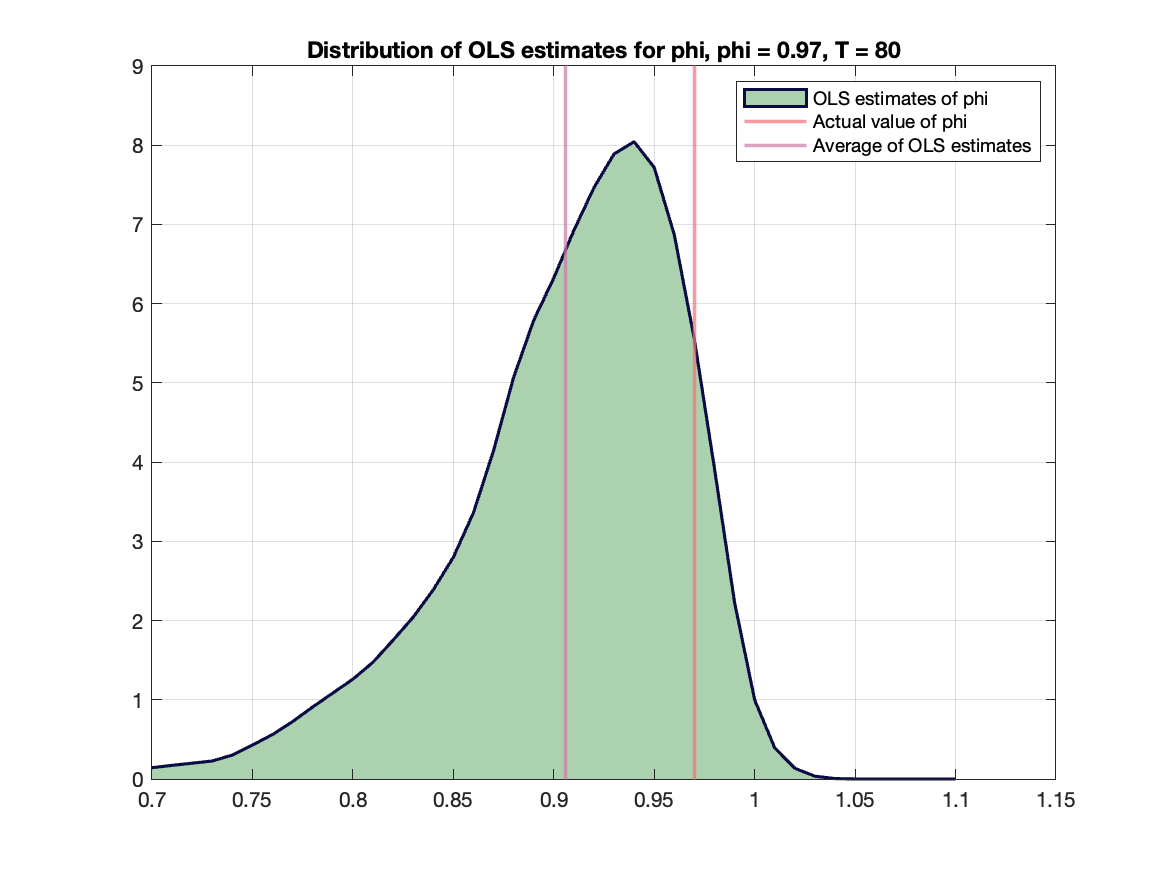 Distribution of OLS estimates for phi, phi = 0.97, T = 80
OLS estimates of phi
Actual value of phi
Average of OLS estimates
9
8
7
6
5
4
3
2
1
0
0.7 0.75 0.8 0.85 0.9 0.95 1 1.05 1.1 1.15